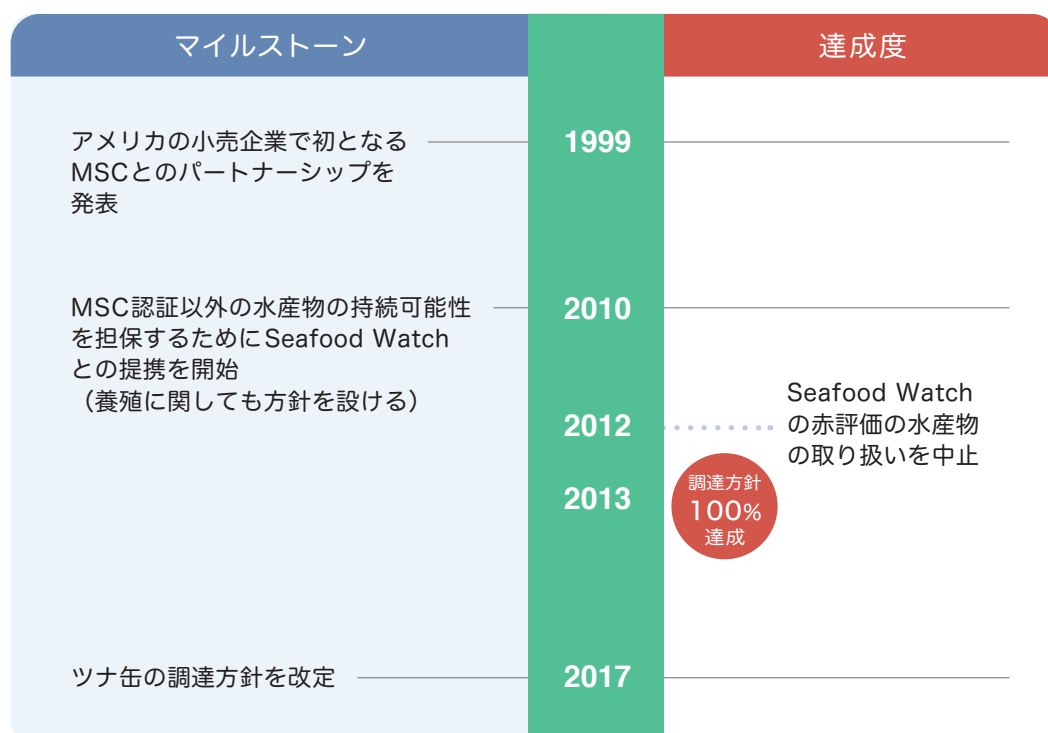 マイルストーン
達成度
アメリカの小売企業で初となる
MSCとのパートナーシップを
発表
1999
MSC認証以外の水産物の持続可能性
を担保するためにSeafood Watch
との提携を開始
（養殖に関しても方針を設ける）
2010
2012
Seafood Watch
の赤評価の水産物
の取り扱いを中止
2013
調達方針
100%
達成
ツナ缶の調達方針を改定
2017